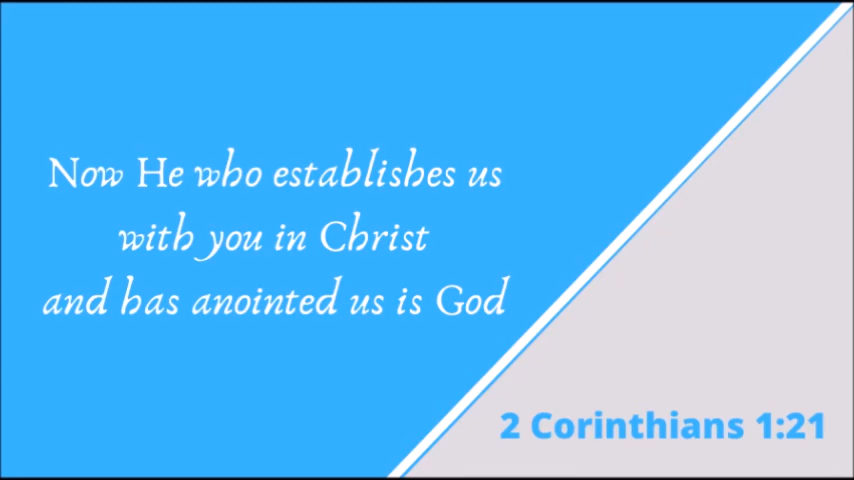 Now He who establishes us
with you in Christ
and has anointed us is God
2 Corinthians 1:21